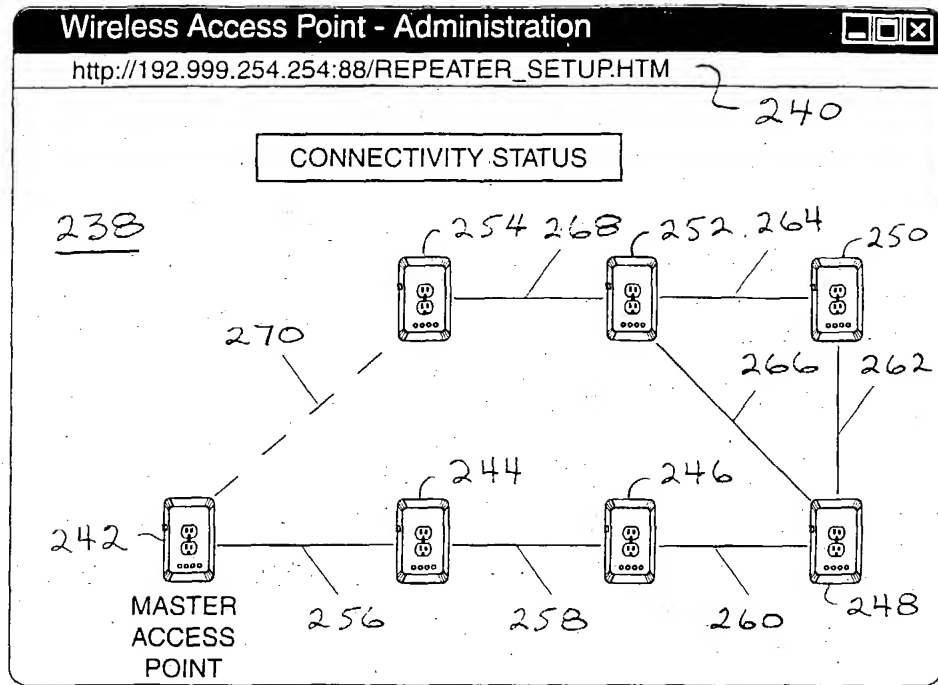 Wireless Access Point - Administration
http://192.999.254.254:88/REPEATER_SETUP.HTM
240
CONNECTIVITY STATUS
238
254 268 252 264 250
270
266 262
244 246
242
248
MASTER
ACCESS
POINT
256 258 260